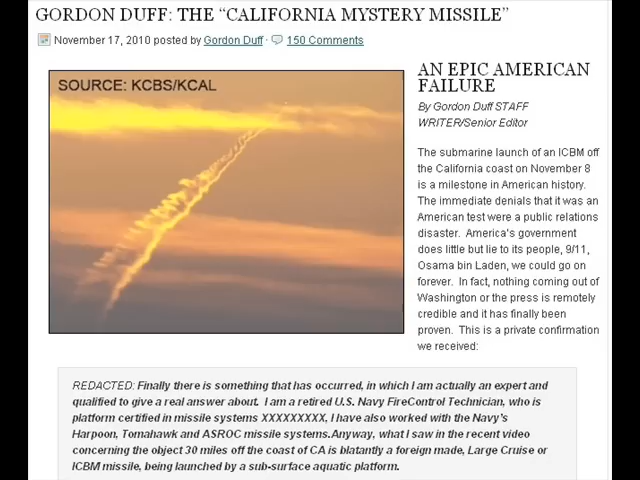 GORDON DUFF: THE “CALIFORNIA MYSTERY MISSILE”
November 17, 2010 posted by Gordon Duff · 150 Comments
SOURCE: KCBS/KCAL
AN EPIC AMERICAN
FAILURE
By Gordon Duff STAFF
WRITER/Senior Editor
The submarine launch of an ICBM off
the California coast on November 8
is a milestone in American history.
The immediate denials that it was an
American test were a public relations
disaster.  America's government
does little but lie to its people, 9/11,
Osama bin Laden, we could go on
forever.  In fact, nothing coming out of
Washington or the press is remotely
credible and it has finally been
proven.  This is a private confirmation
we received:
REDACTED: Finally there is something that has occurred, in which I am actually an expert and
qualified to give a real answer about.  I am a retired U.S. Navy FireControl Technician, who is
platform certified in missile systems XXXXXXXXX, I have also worked with the Navy's
Harpoon, Tomahawk and ASROC missile systems.Anyway, what I saw in the recent video
concerning the object 30 miles off the coast of CA is blatantly a foreign made, Large Cruise or
ICBM missile, being launched by a sub-surface aquatic platform.